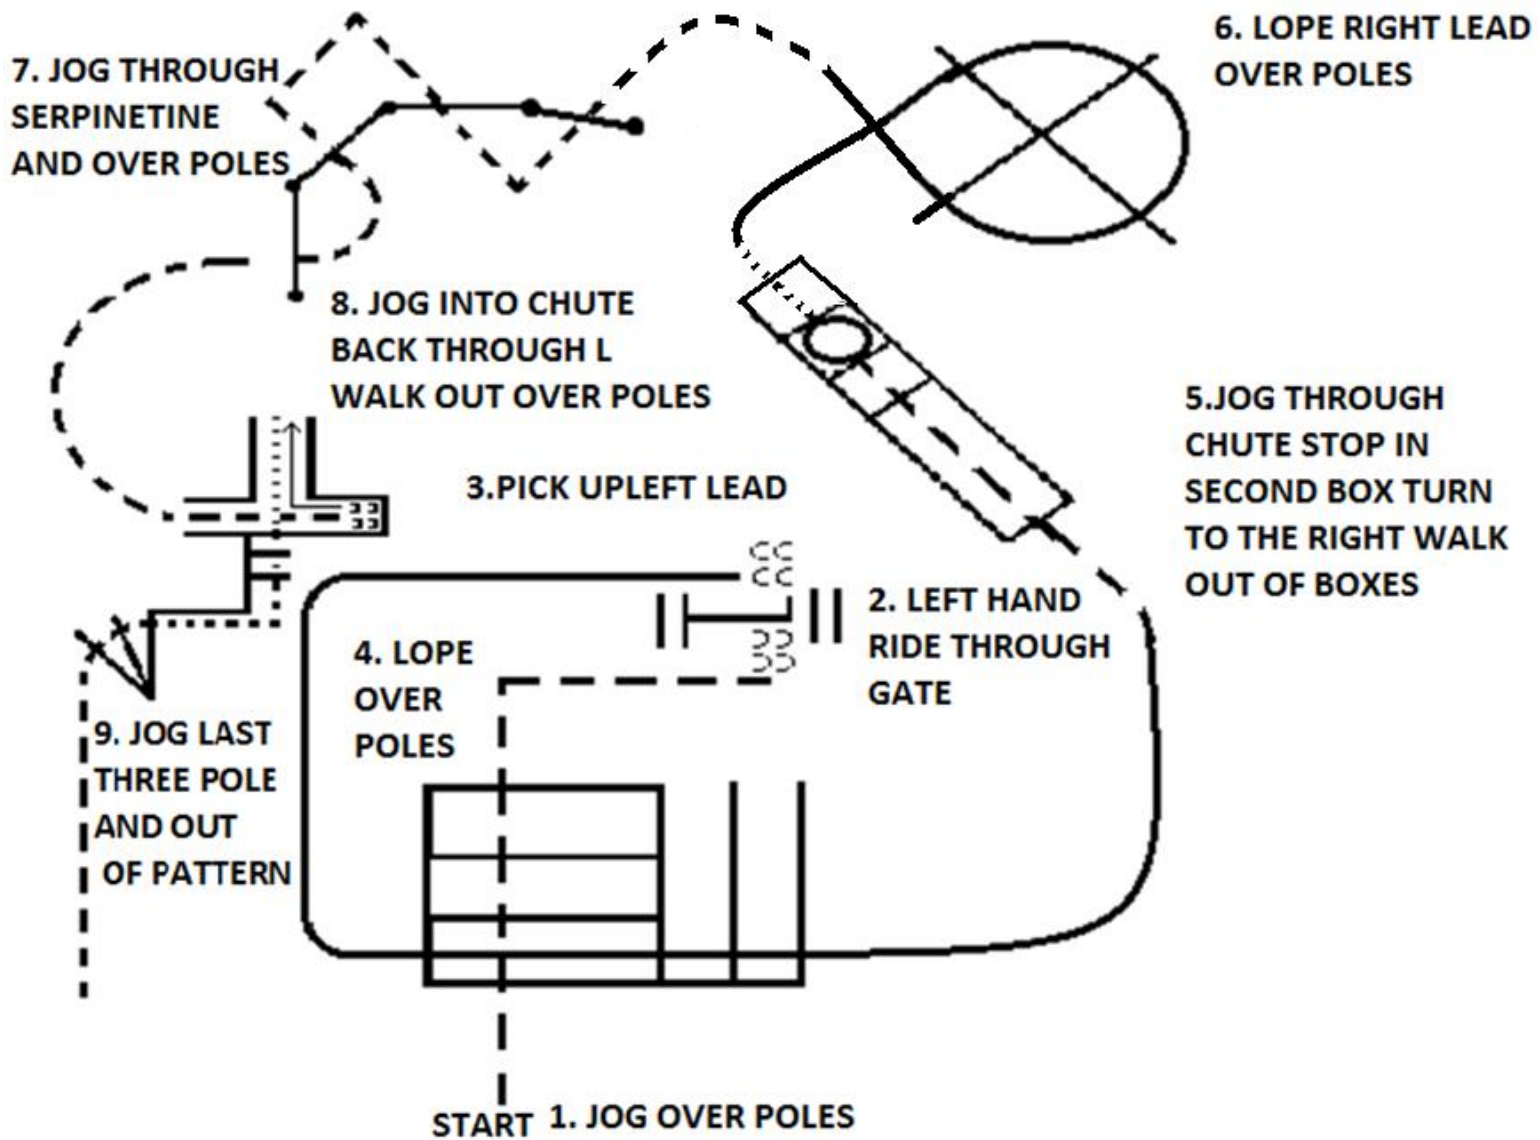 6. LOPE RIGHT LEAD
OVER POLES
7. JOG THROUGH
SERPINETINE
AND OVER POLES
8. JOG INTO CHUTE
BACK THROUGH L
WALK OUT OVER POLES
5.JOG THROUGH
CHUTE STOP IN
SECOND BOX TURN
TO THE RIGHT WALK
OUT OF BOXES
3.PICK UPLEFT LEAD
2. LEFT HAND
RIDE THROUGH
GATE
4. LOPE
OVER
POLES
9. JOG LAST
THREE POLE
AND OUT
OF PATTERN
START 1. JOG OVER POLES